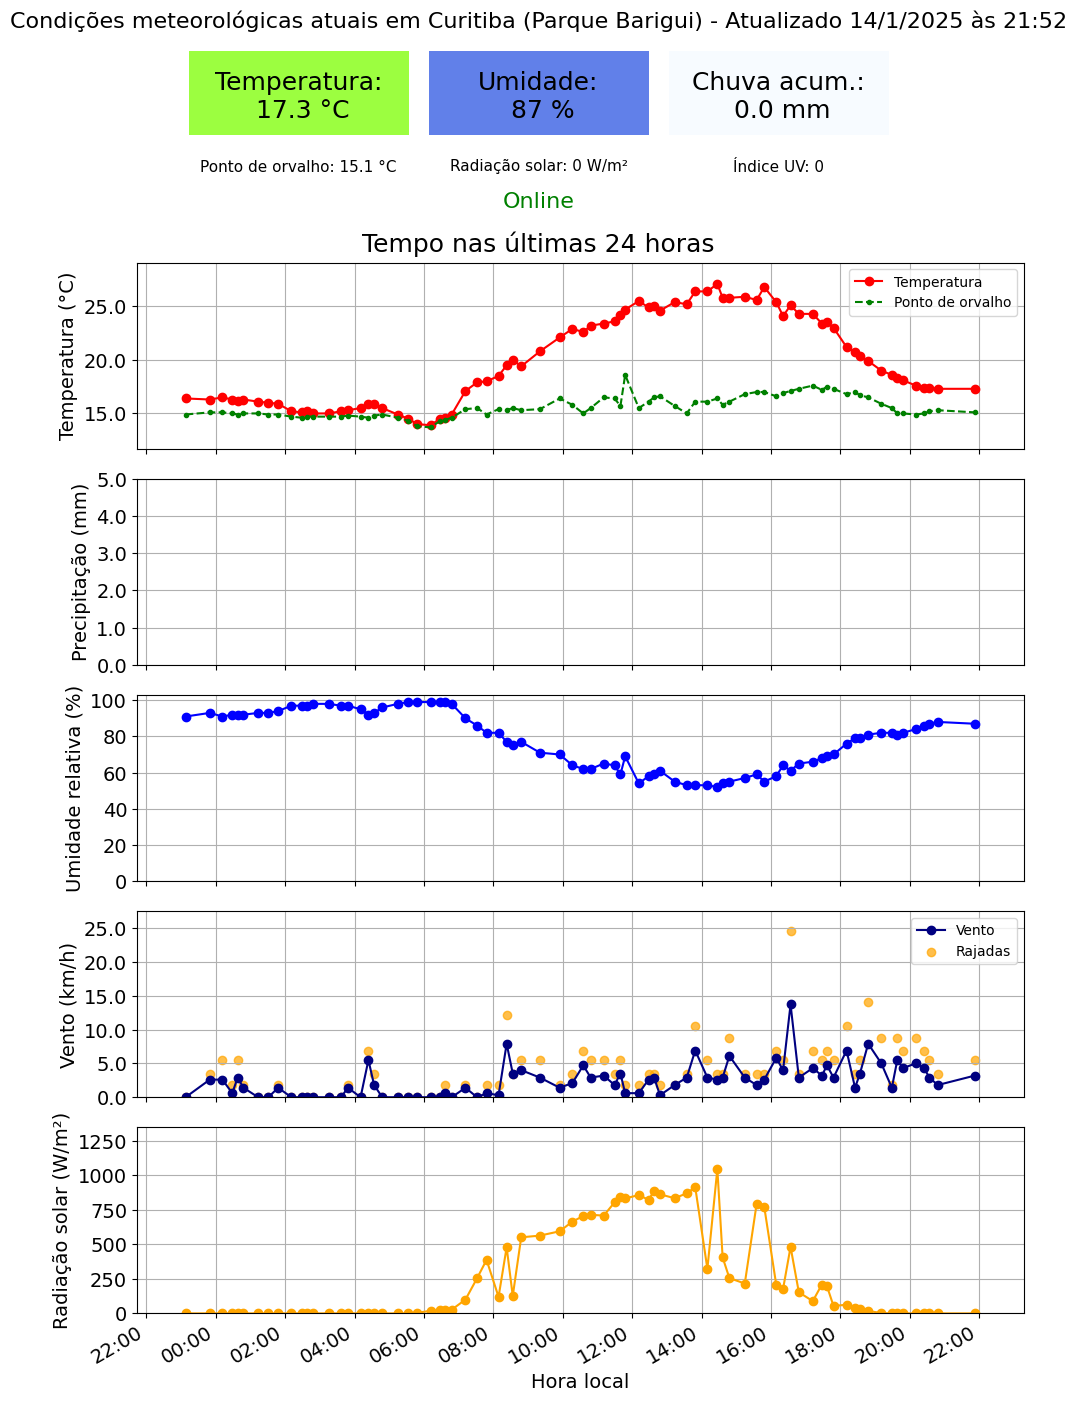 Condições meteorológicas atuais em Curitiba (Parque Barigui) - Atualizado 14/1/2025 às 21:52
Temperatura:
17.3 °C
Umidade:
87 %
Chuva acum.:
0.0 mm
Ponto de orvalho: 15.1 °C
Radiação solar: 0 W/m²
Índice UV: 0
Online
Tempo nas últimas 24 horas
Temperatura (°C)
25.0
20.0
15.0
Temperatura
Ponto de orvalho
Precipitação (mm)
5.0
4.0
3.0
2.0
1.0
0.0
Umidade relativa (%)
100
80
60
40
20
0
Vento (km/h)
25.0
20.0
15.0
10.0
5.0
0.0
Vento
Rajadas
Radiação solar (W/m²)
1250
1000
750
500
250
0
22:00
00:00
02:00
04:00
06:00
08:00
10:00
12:00
14:00
16:00
18:00
20:00
22:00
Hora local